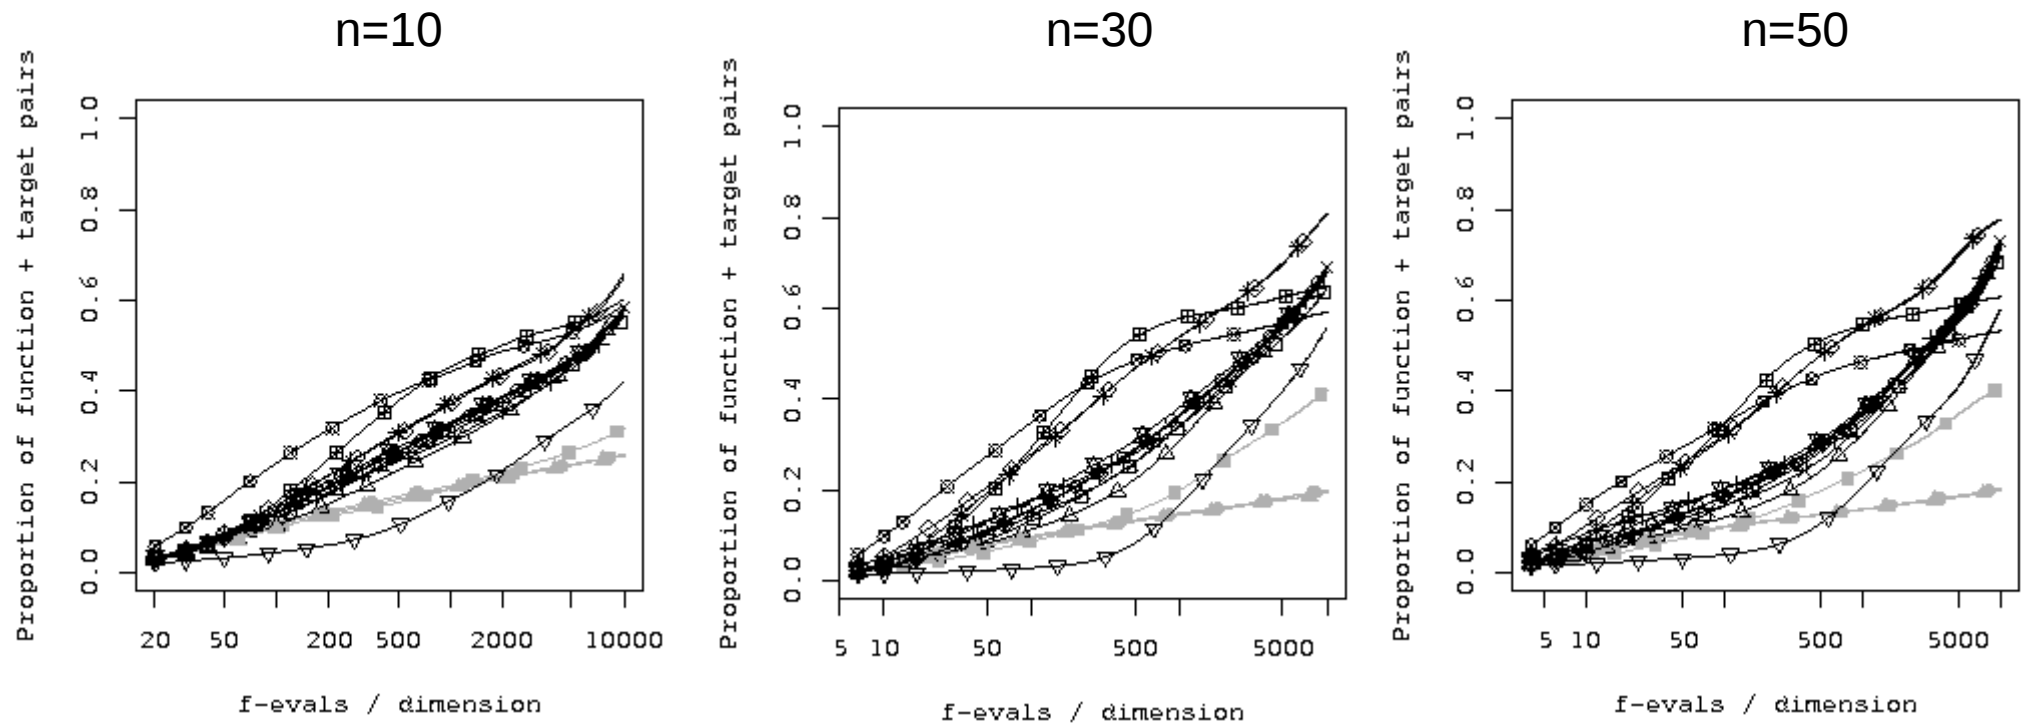 n=10
Proportion of function + target pairs
1.0
0.8
0.6
0.4
0.2
0.0
20 50 200 500 2000 10000
f-evals / dimension
n=30
Proportion of function + target pairs
1.0
0.8
0.6
0.4
0.2
0.0
5 10 50 500 5000
f-evals / dimension
n=50
Proportion of function + target pairs
1.0
0.8
0.6
0.4
0.2
0.0
5 10 50 500 5000
f-evals / dimension